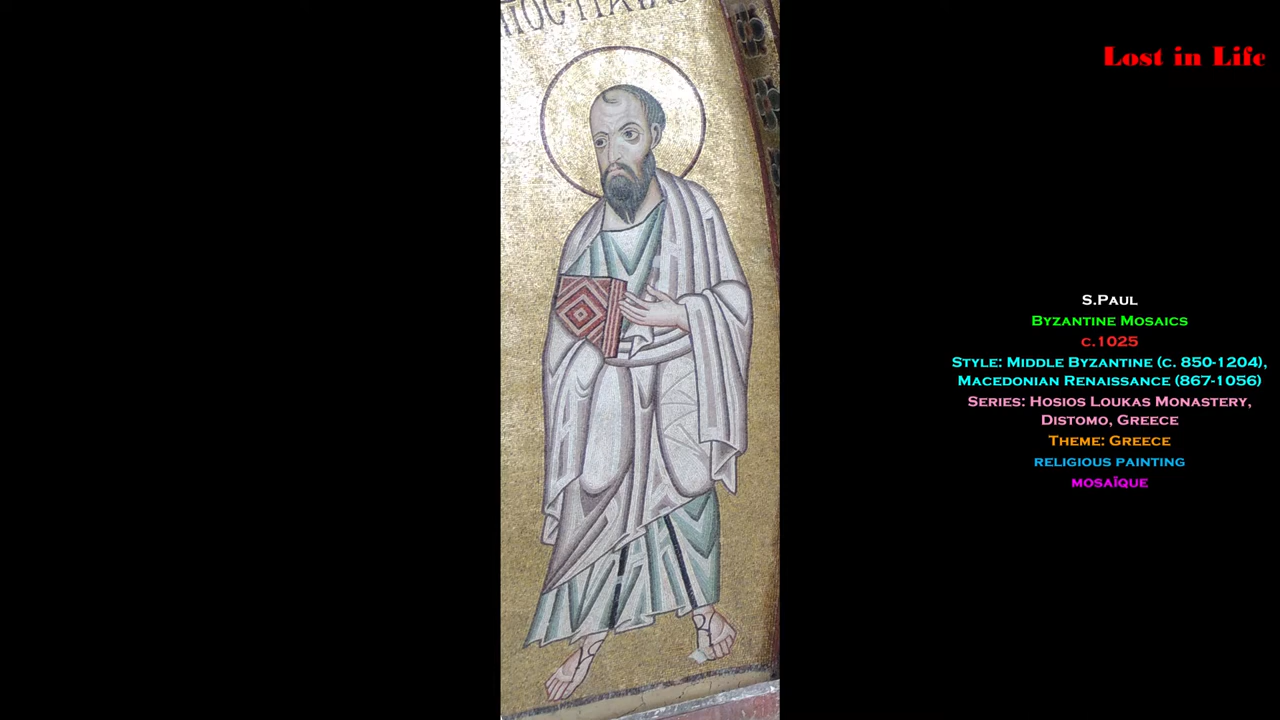 Lost in Life
S.Paul
Byzantine Mosaics
c.1025
Style: Middle Byzantine (c. 850-1204),
Macedonian Renaissance (867-1056)
Series: Hosios Loukas Monastery,
Distomo, Greece
Theme: Greece
religious painting
mosaïque